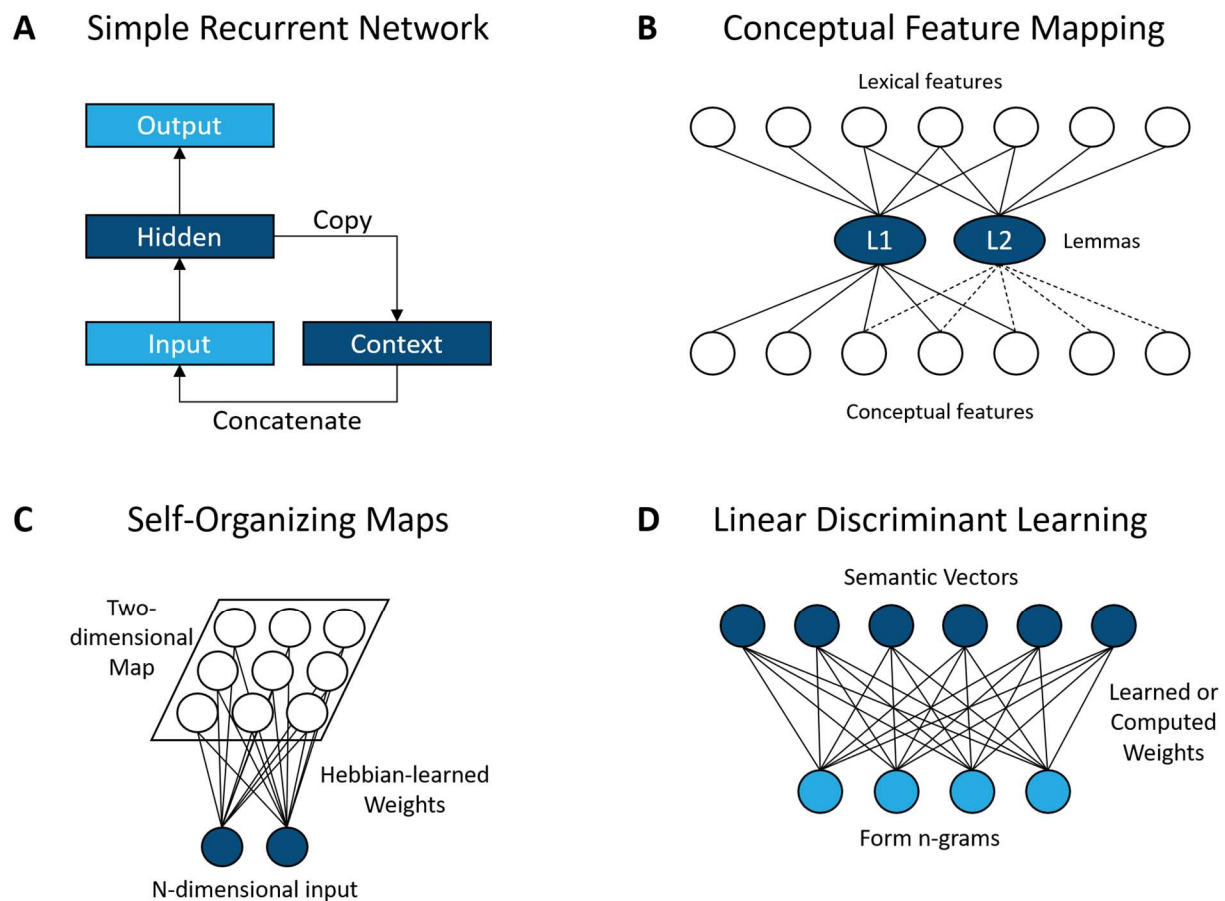 A Simple Recurrent Network
Output
Hidden
Copy
Input
Context
Concatenate
B Conceptual Feature Mapping
Lexical features
L1
L2
Lemmas
Conceptual features
C Self-Organizing Maps
Two-
dimensional
Map
Hebbian-learned
Weights
N-dimensional input
D Linear Discriminant Learning
Semantic Vectors
Learned or
Computed
Weights
Form n-grams